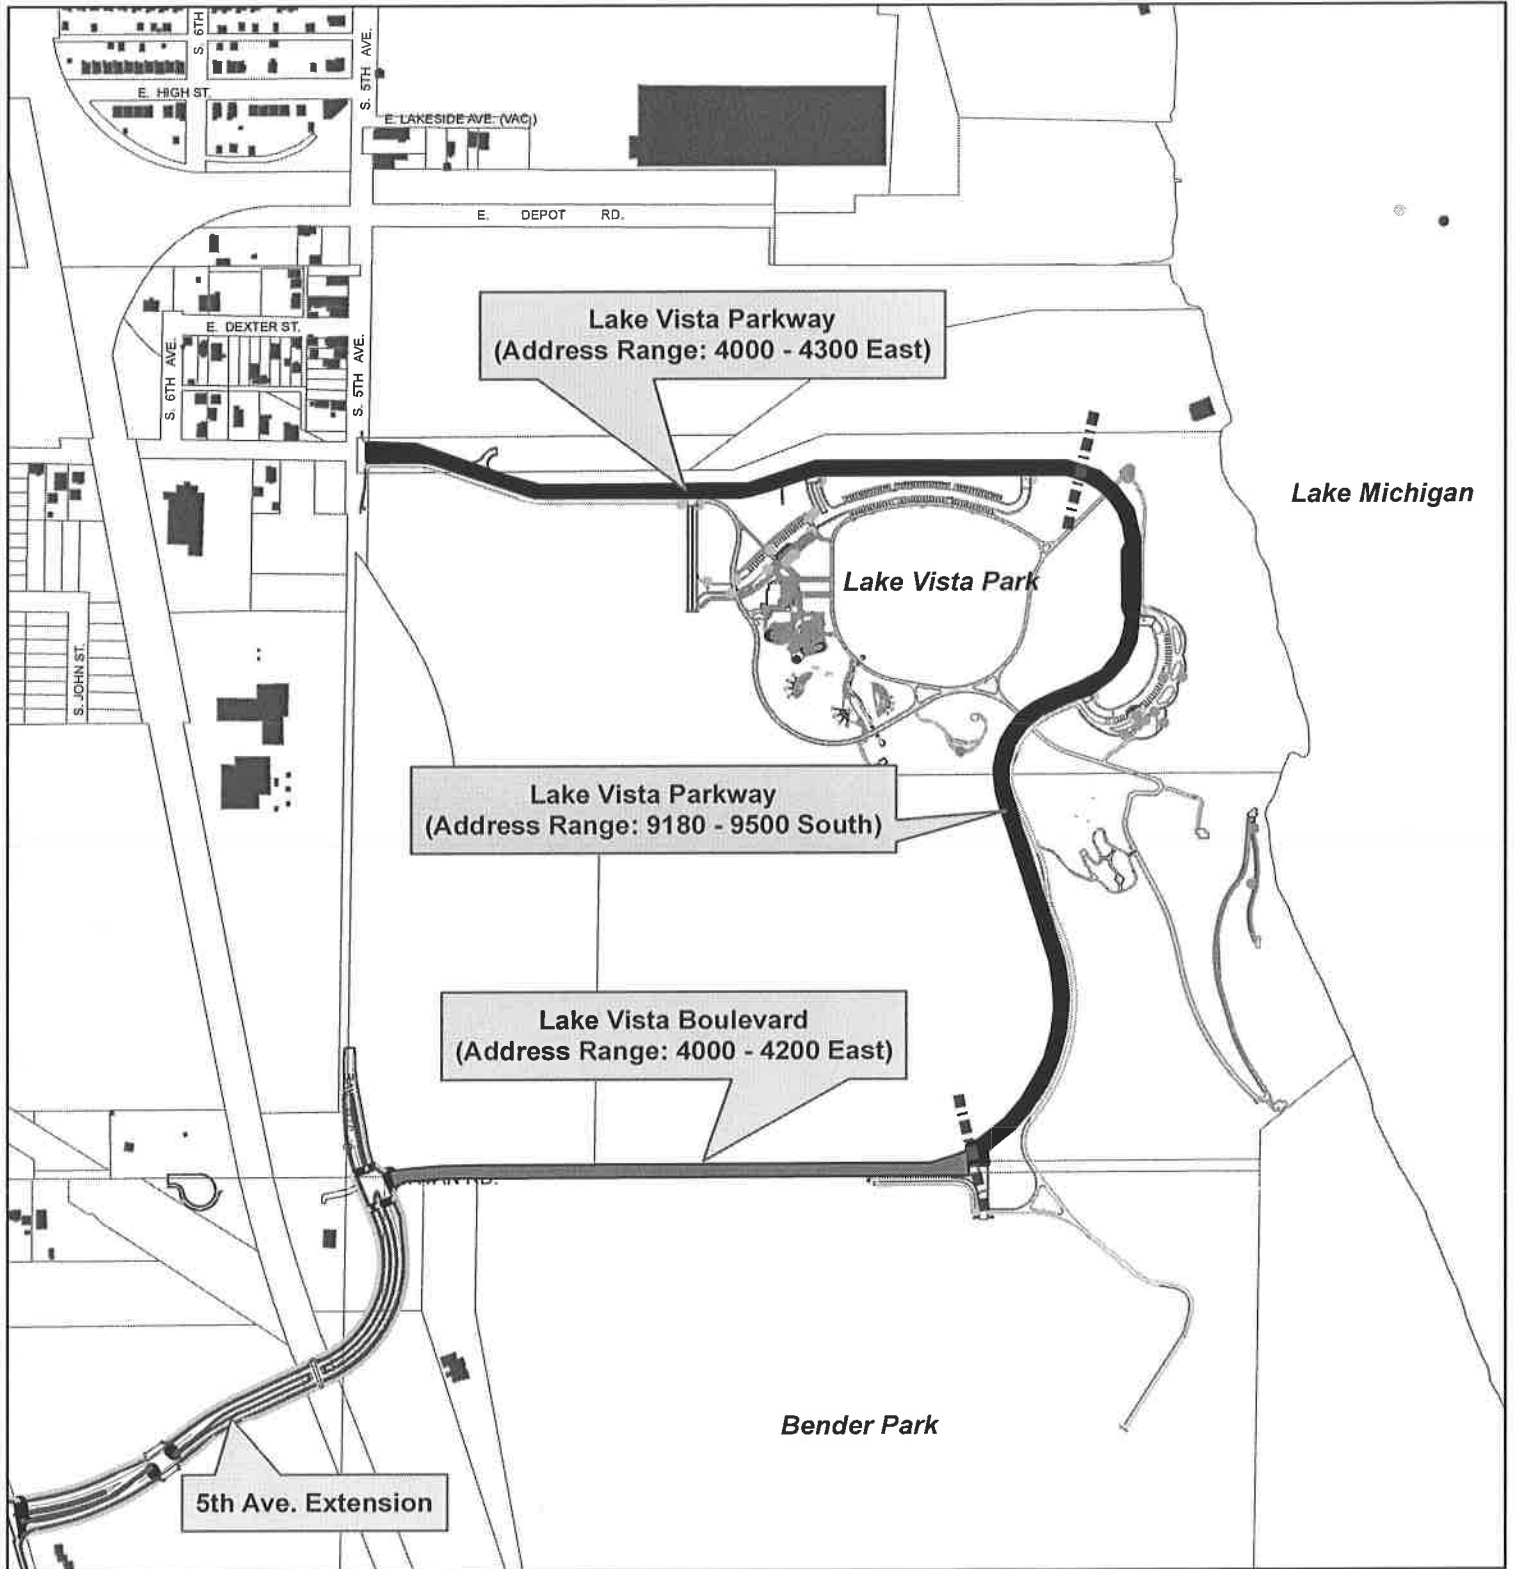 S. 6TH
S. 5TH AVE.
E. HIGH ST.
E. LAKESIDE AVE. (VAC)
E. DEPOT RD.
Lake Vista Parkway
(Address Range: 4000 - 4300 East)
E. DEXTER ST.
S. 6TH AVE.
S. 5TH AVE.
Lake Michigan
Lake Vista Park
S. JOHN ST.
Lake Vista Parkway
(Address Range: 9180 - 9500 South)
Lake Vista Boulevard
(Address Range: 4000 - 4200 East)
RD.
Bender Park
5th Ave. Extension